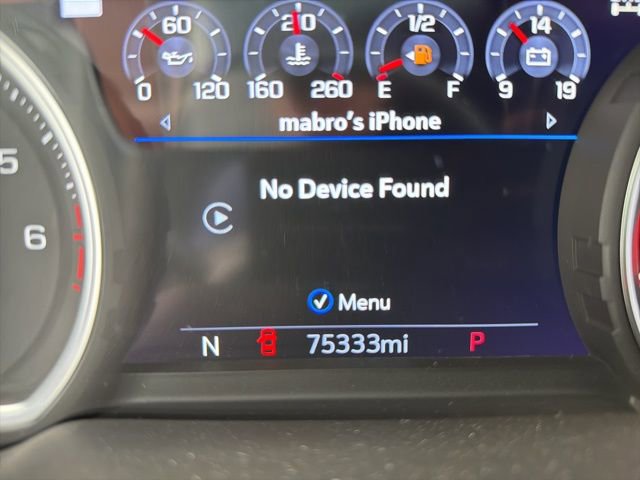 60 210 1/2 14
0 120 160 260 E F 9 19
mabro's iPhone
5
No Device Found
6
Menu
N 75333mi P